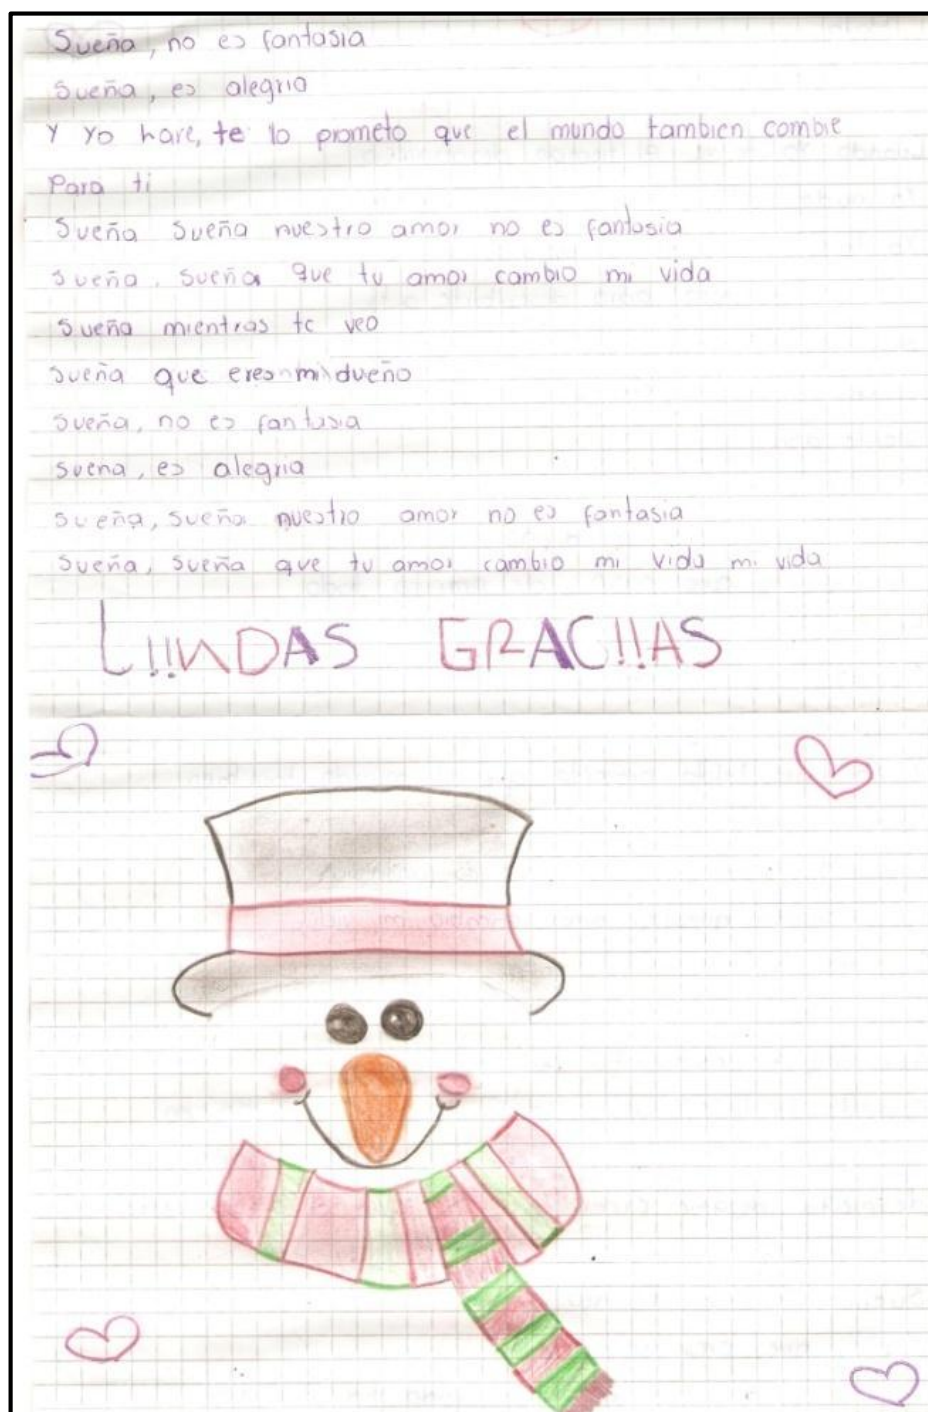 Sueña, no es fantasia
Sueña, es alegria
Y Yo hare, te lo prometo que el mundo tambien cambie
Para ti
Sueña Sueña nuestro amor no es fantasia
Sueña, Sueña que tu amor cambio mi vida
Sueña mientras te veo
Sueña que eres mi dueño
Sueña, no es fantasia
Suena, es alegria
Sueña, Sueña nuestro amor no es fantasia
Sueña, Sueña que tu amor cambio mi vida mi vida
L!!NDAS GRAC!!AS